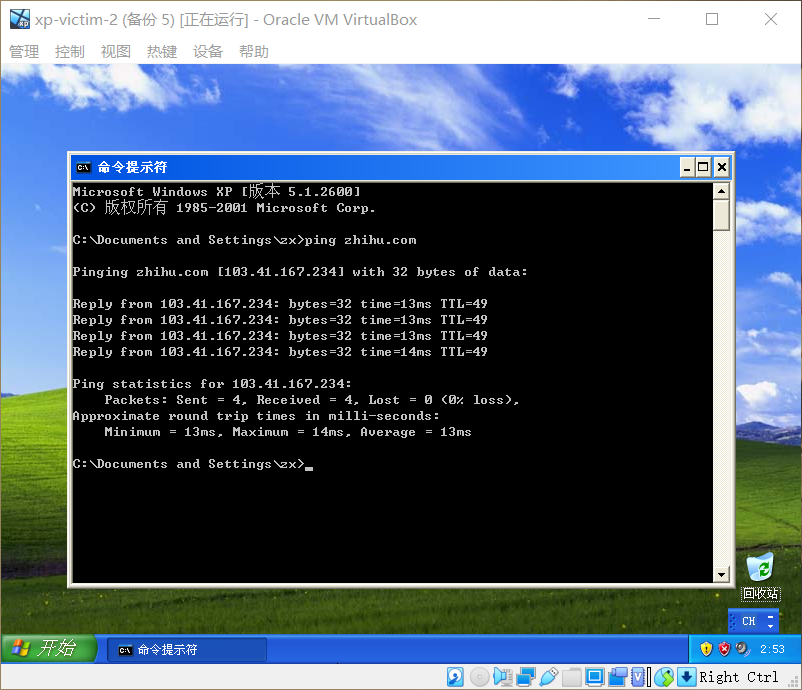 xp-victim-2 (备份 5) [正在运行] - Oracle VM VirtualBox
管理 控制 视图 热键 设备 帮助
命令提示符
Microsoft Windows XP [版本 5.1.2600]
(C) 版权所有 1985-2001 Microsoft Corp.
C:\Documents and Settings\zx>ping zhihu.com
Pinging zhihu.com [103.41.167.234] with 32 bytes of data:
Reply from 103.41.167.234: bytes=32 time=13ms TTL=49
Reply from 103.41.167.234: bytes=32 time=13ms TTL=49
Reply from 103.41.167.234: bytes=32 time=13ms TTL=49
Reply from 103.41.167.234: bytes=32 time=14ms TTL=49
Ping statistics for 103.41.167.234:
Packets: Sent = 4, Received = 4, Lost = 0 (0% loss),
Approximate round trip times in milli-seconds:
Minimum = 13ms, Maximum = 14ms, Average = 13ms
C:\Documents and Settings\zx>
回收站
CH
开始 命令提示符 2:53
Right Ctrl